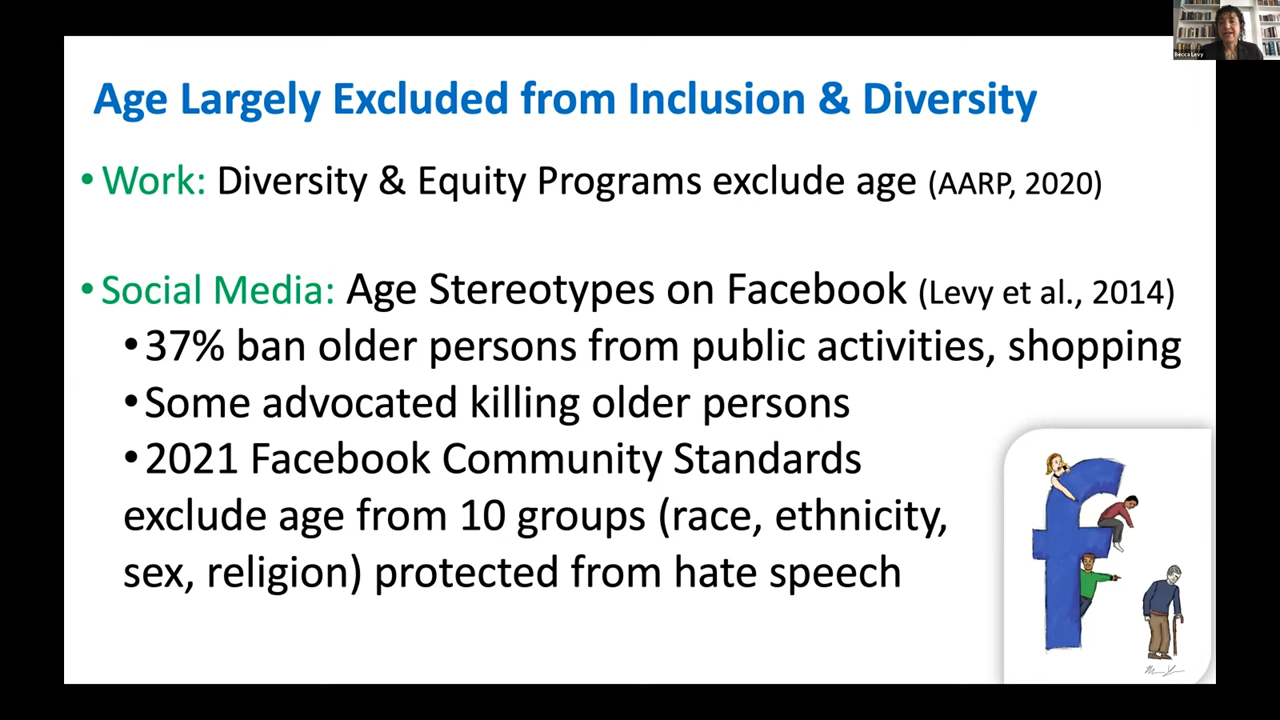 Becca Levy
Age Largely Excluded from Inclusion & Diversity
• Work: Diversity & Equity Programs exclude age (AARP, 2020)
• Social Media: Age Stereotypes on Facebook (Levy et al., 2014)
• 37% ban older persons from public activities, shopping
• Some advocated killing older persons
• 2021 Facebook Community Standards
exclude age from 10 groups (race, ethnicity,
sex, religion) protected from hate speech
f